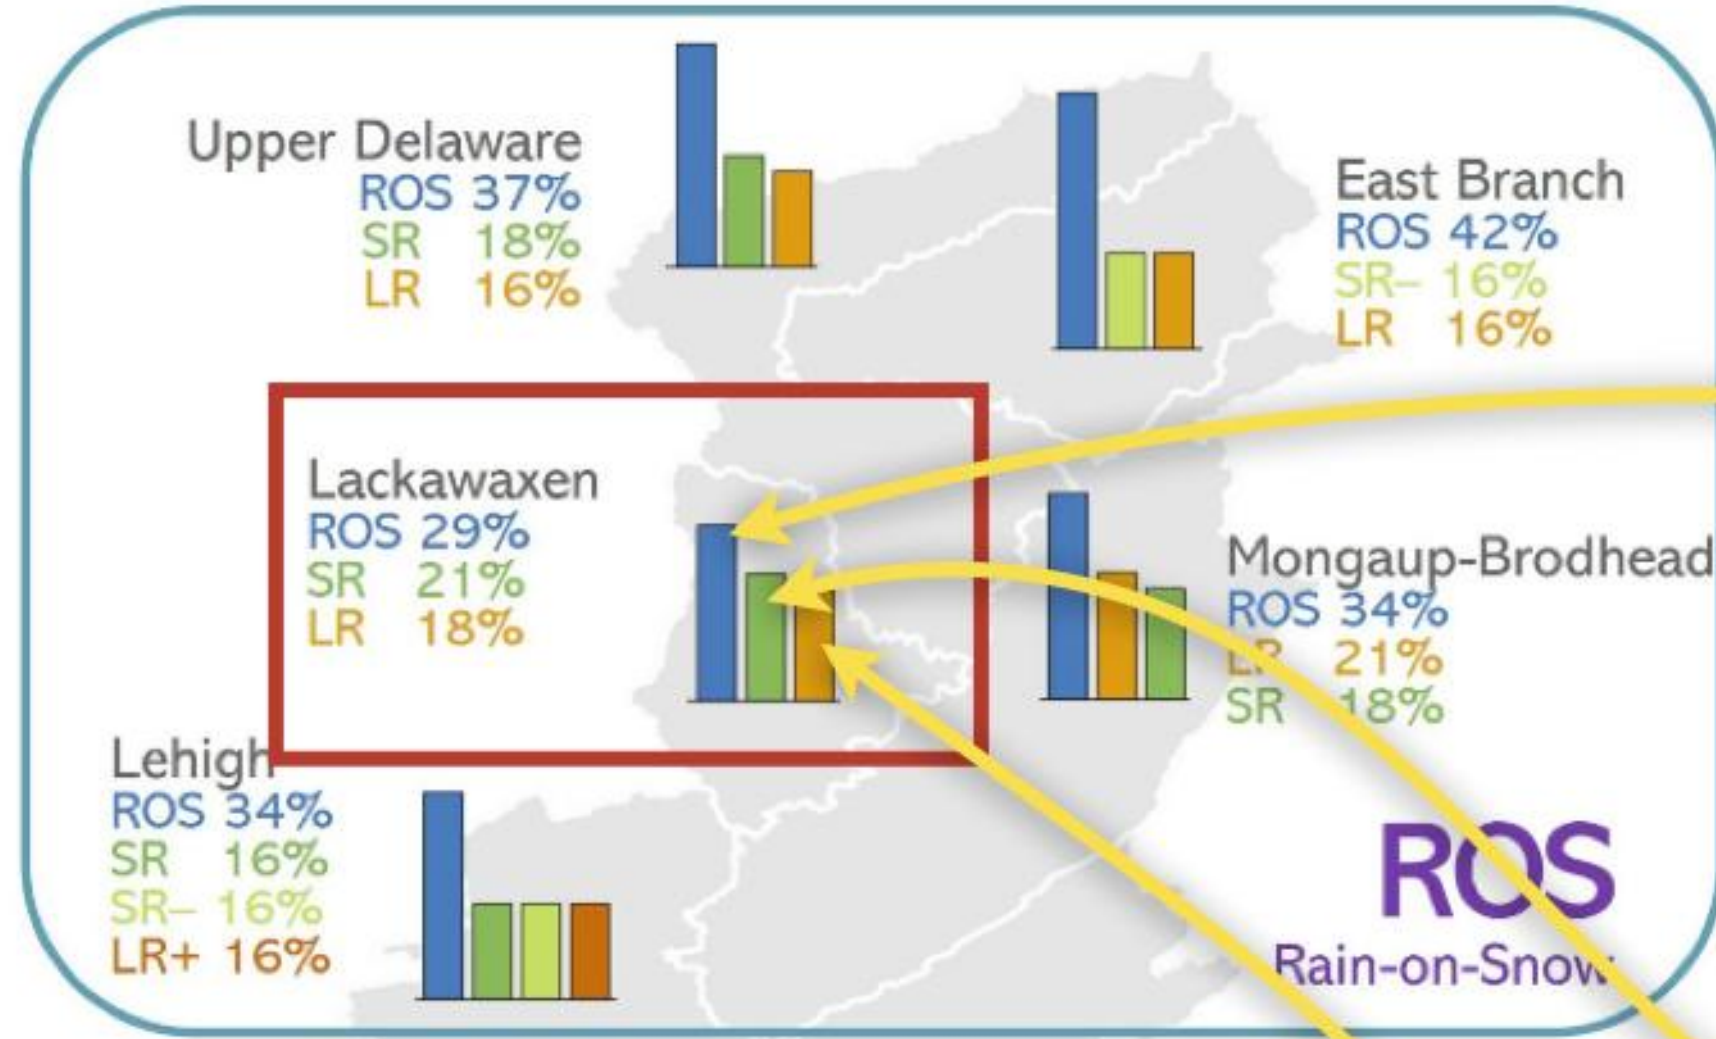 Upper Delaware
ROS 37%
SR 18%
LR 16%
East Branch
ROS 42%
SR– 16%
LR 16%
Lackawaxen
ROS 29%
SR 21%
LR 18%
Mongaup-Brodhead
ROS 34%
LR 21%
SR 18%
Lehigh
ROS 34%
SR 16%
SR– 16%
LR+ 16%
ROS
Rain-on-Snow